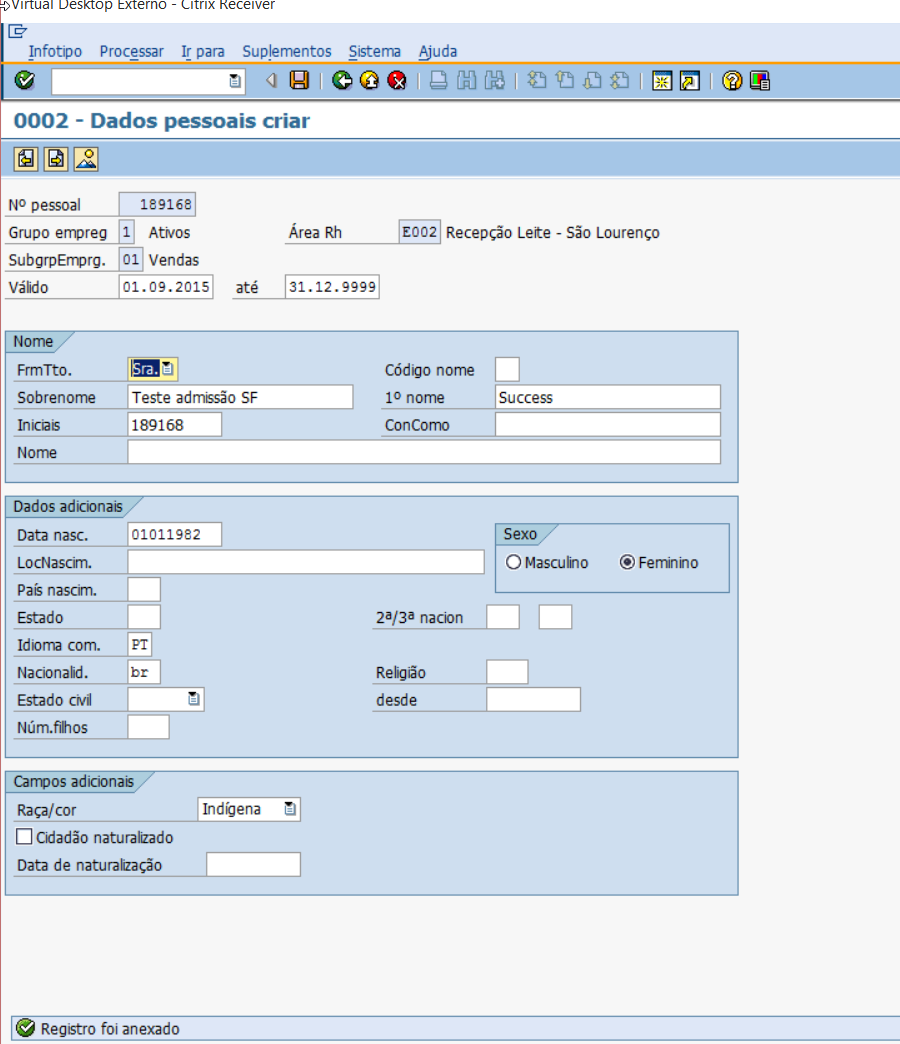 Virtual Desktop Externo - Citrix Receiver
Infotipo Processar Ir para Suplementos Sistema Ajuda
0002 - Dados pessoais criar
Nº pessoal 189168
Grupo empreg 1 Ativos Área Rh E002 Recepção Leite - São Lourenço
SubgrpEmprg. 01 Vendas
Válido 01.09.2015 até 31.12.9999
Nome
FrmTto. Sra. Código nome
Sobrenome Teste admissão SF 1º nome Success
Iniciais 189168 ConComo
Nome
Dados adicionais
Data nasc. 01011982 Sexo
LocNascim. Masculino Feminino
País nascim.
Estado 2ª/3ª nacion
Idioma com. PT
Nacionalid. br Religião
Estado civil desde
Núm.filhos
Campos adicionais
Raça/cor Indígena
Cidadão naturalizado
Data de naturalização
Registro foi anexado